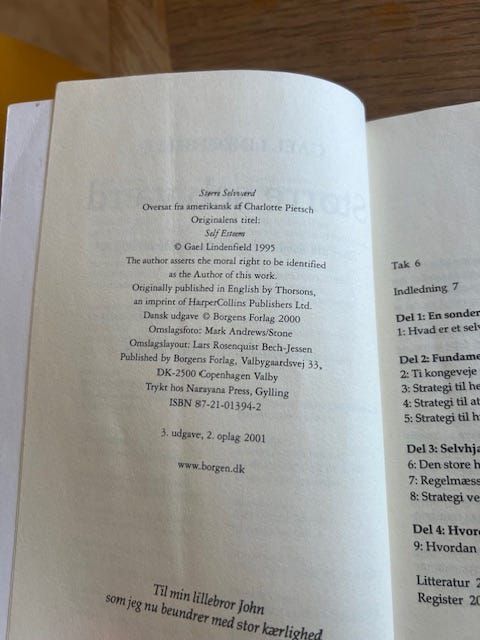 Større Selvværd
Oversat fra amerikansk af Charlotte Pietsch
Originalens titel:
Self Esteem
© Gael Lindenfield 1995
The author asserts the moral right to be identified
as the Author of this work.
Originally published in English by Thorsons,
an imprint of HarperCollins Publishers Ltd.
Dansk udgave © Borgens Forlag 2000
Omslagsfoto: Mark Andrews/Stone
Omslagslayout: Lars Rosenquist Bech-Jessen
Published by Borgens Forlag, Valbygaardsvej 33,
DK-2500 Copenhagen Valby
Trykt hos Narayana Press, Gylling
ISBN 87-21-01394-2
3. udgave, 2. oplag 2001
www.borgen.dk
Til min lillebror John
som jeg nu beundrer med stor kærlighed
Tak 6
Indledning 7
Del 1: En sonder
1: Hvad er et selv
Del 2: Fundame
2: Ti kongeveje
3: Strategi til he
4: Strategi til at
5: Strategi til h
Del 3: Selvhj
6: Den store h
7: Regelmæss
8: Strategi ve
Del 4: Hvord
9: Hvordan
Litteratur 2
Register 20